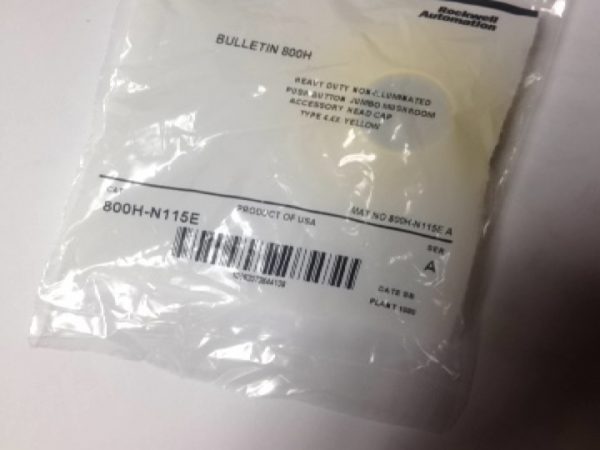 Rockwell
Automation
BULLETIN 800H
HEAVY DUTY NON-ILLUMINATED
PUSH BUTTON JUMBO MUSHROOM
ACCESSORY HEAD CAP
TYPE 4,4X YELLOW
CAT
800H-N115E
PRODUCT OF USA
MAT NO 800H-N115E A
SER
A
DATE
PLANT